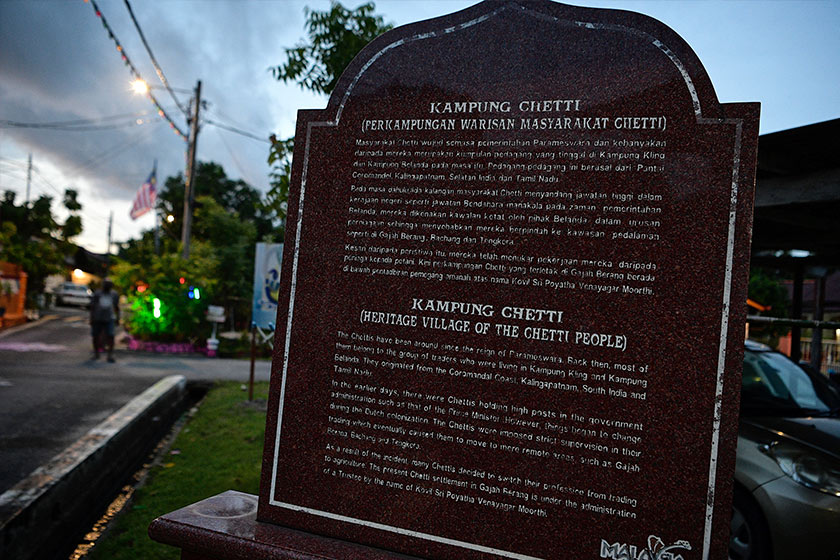 KAMPUNG CHETTI
(PERKAMPUNGAN WARISAN MASYARAKAT CHETTI)
Masyarakat Chetti wujud semasa pemerintahan Parameswara dan kebanyakan
daripada mereka merupakan kumpulan pedagang yang tinggal di Kampung Kling
dan Kampung Belanda pada masa itu. Pedagang-pedagang ini berasal dari Pantai
Coromandel, Kalingapatnam, Selatan India dan Tamil Nadu.
Pada masa dahulu, ada kalangan masyarakat Chetti menyandang jawatan tinggi dalam
kerajaan negeri seperti jawatan Bendahara manakala pada zaman pemerintahan
Belanda, mereka dikenakan kawalan ketat oleh pihak Belanda dalam urusan
perniagaan sehingga menyebabkan mereka berpindah ke kawasan pedalaman
seperti di Gajah Berang, Bachang dan Tengkera.
Kesan daripada peristiwa itu, mereka telah menukar pekerjaan mereka daripada
peniaga kepada petani. Kini perkampungan Chetti yang terletak di Gajah Berang berada
di bawah pentadbiran pemegang amanah atas nama Kovil Sri Poyatha Venayagar Moorthi.
KAMPUNG CHETTI
(HERITAGE VILLAGE OF THE CHETTI PEOPLE)
The Chettis have been around since the reign of Parameswara. Back then, most of
them belong to the group of traders who were living in Kampung Kling and Kampung
Belanda. They originated from the Coramandal Coast, Kalingapatnam, South India and
Tamil Nadu.
In the earlier days, there were Chettis holding high posts in the government
administration such as that of the Prime Minister. However, things began to change
during the Dutch colonization. The Chettis were imposed strict supervision in their
trading which eventually caused them to move to more remote areas, such as Gajah
Berang, Bachang and Tengkera.
As a result of the incident, many Chettis decided to switch their profession from trading
to agriculture. The present Chetti settlement in Gajah Berang is under the administration
of a Trustee by the name of Kovil Sri Poyatha Venayagar Moorthi.